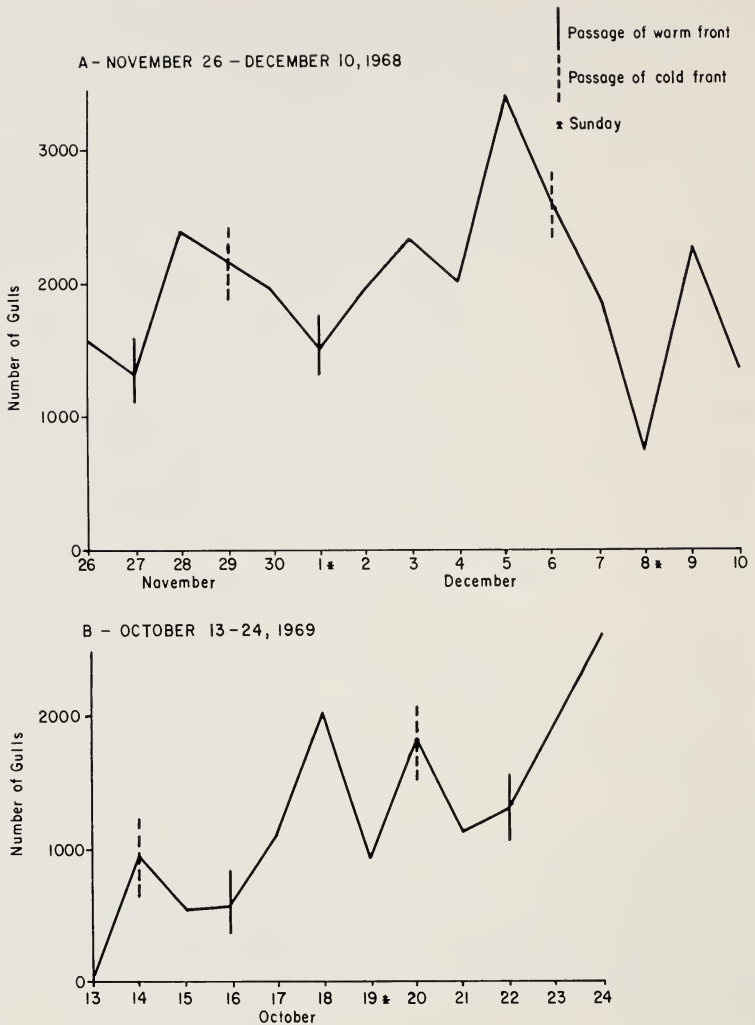 A - NOVEMBER 26 - DECEMBER 10, 1968
Passage of warm front
Passage of cold front
* Sunday
Number of Gulls
3000
2000
1000
0
26 27 28 29 30 1* 2 3 4 5 6 7 8* 9 10
November December
B - OCTOBER 13-24, 1969
Number of Gulls
2000
1000
0
13 14 15 16 17 18 19* 20 21 22 23 24
October